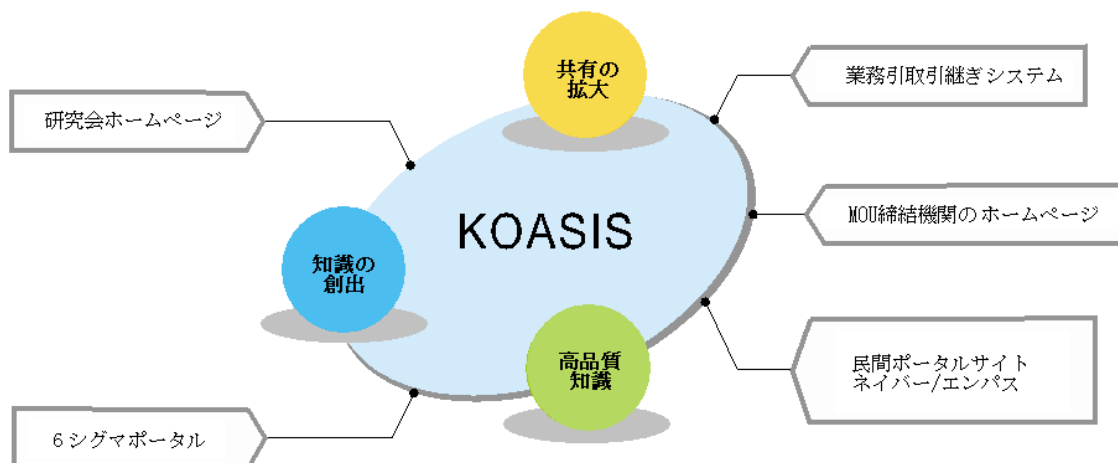 共有の
拡大
業務引取引継ぎシステム
研究会ホームページ
MOU締結機関のホームページ
KOASIS
知識の
創出
高品質
知識
民間ポータルサイト
ネイバー/エンパス
6シグマポータル